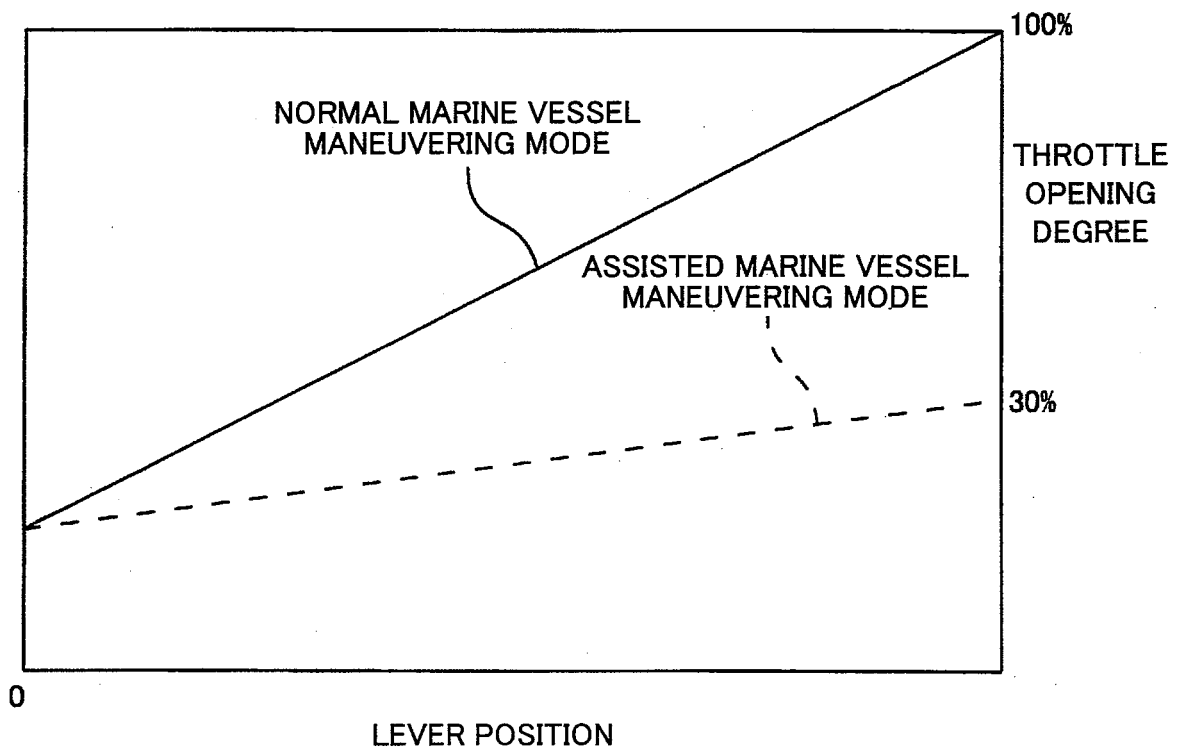 100%
NORMAL MARINE VESSEL
MANEUVERING MODE
THROTTLE
OPENING
DEGREE
ASSISTED MARINE VESSEL
MANEUVERING MODE
30%
0
LEVER POSITION